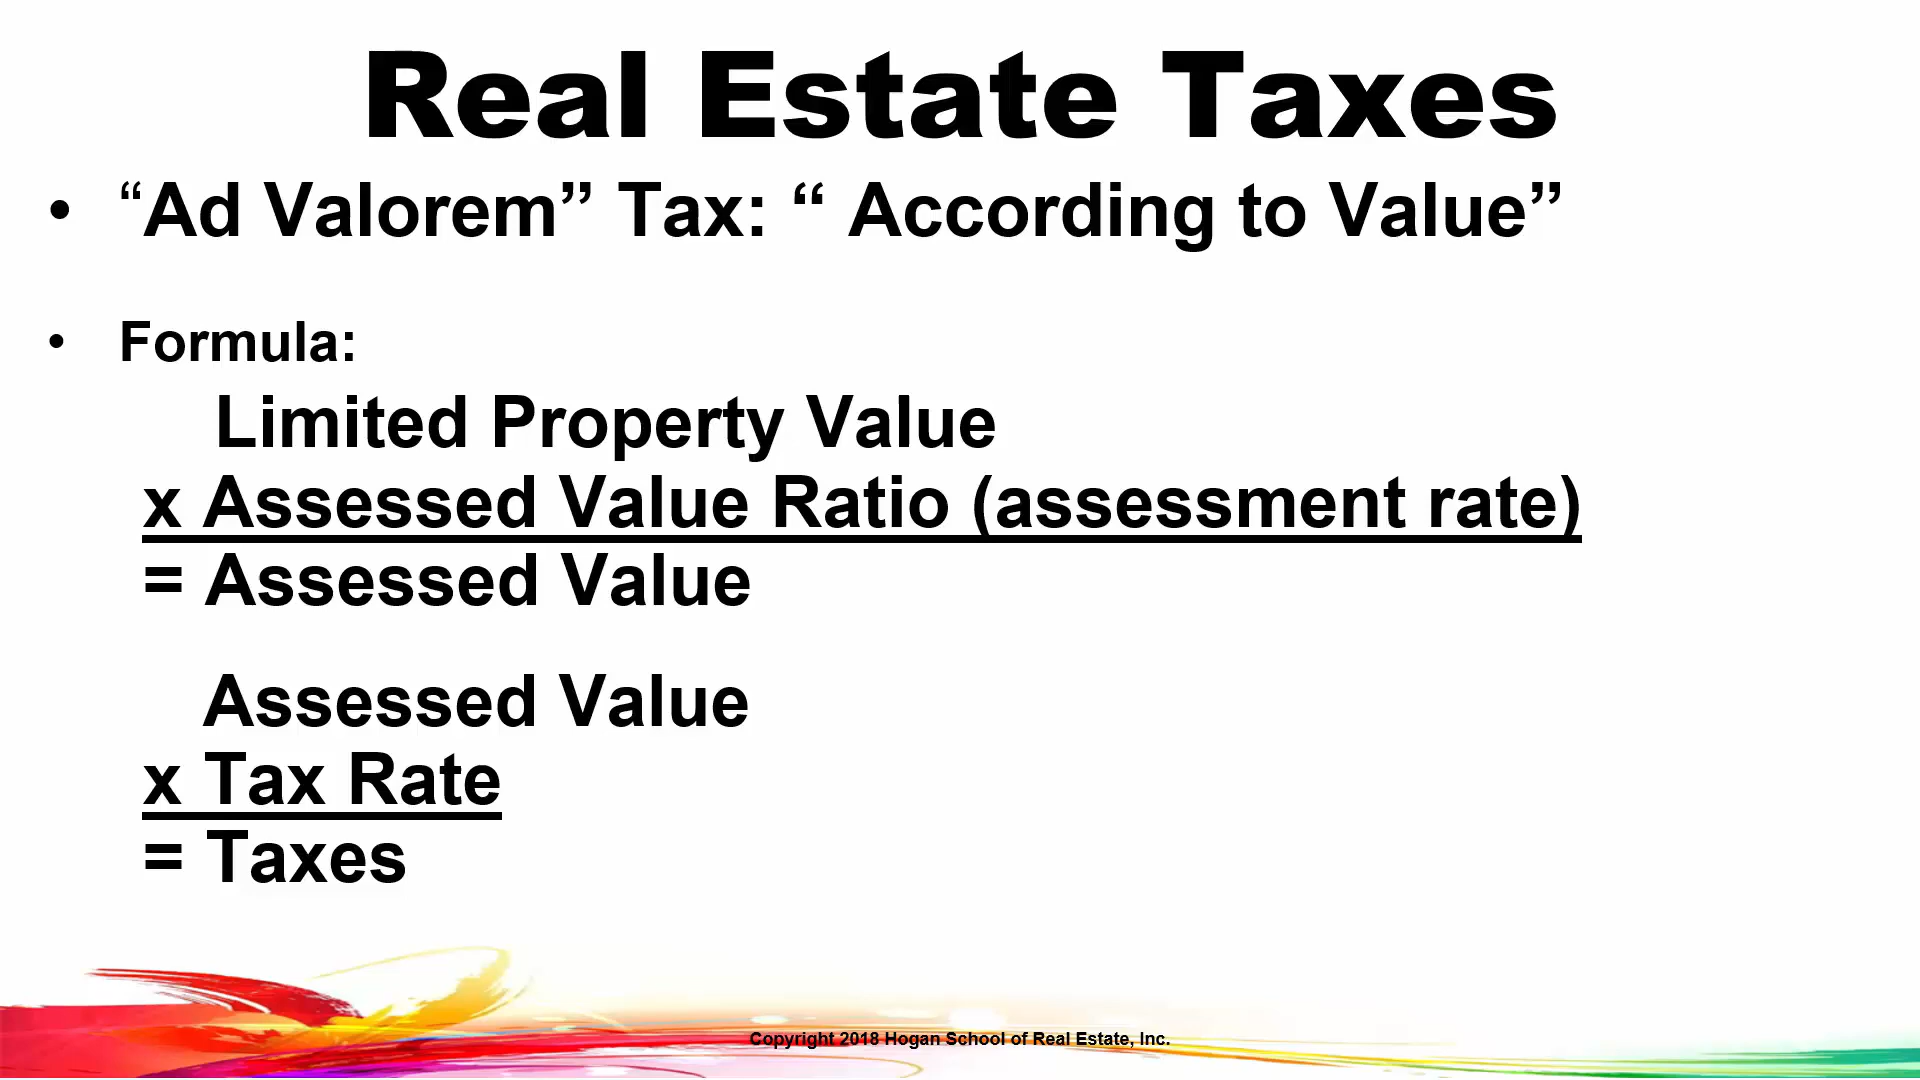 Real Estate Taxes
• “Ad Valorem” Tax: “ According to Value”
• Formula:
Limited Property Value
x Assessed Value Ratio (assessment rate)
= Assessed Value
Assessed Value
x Tax Rate
= Taxes
Copyright 2018 Hogan School of Real Estate, Inc.